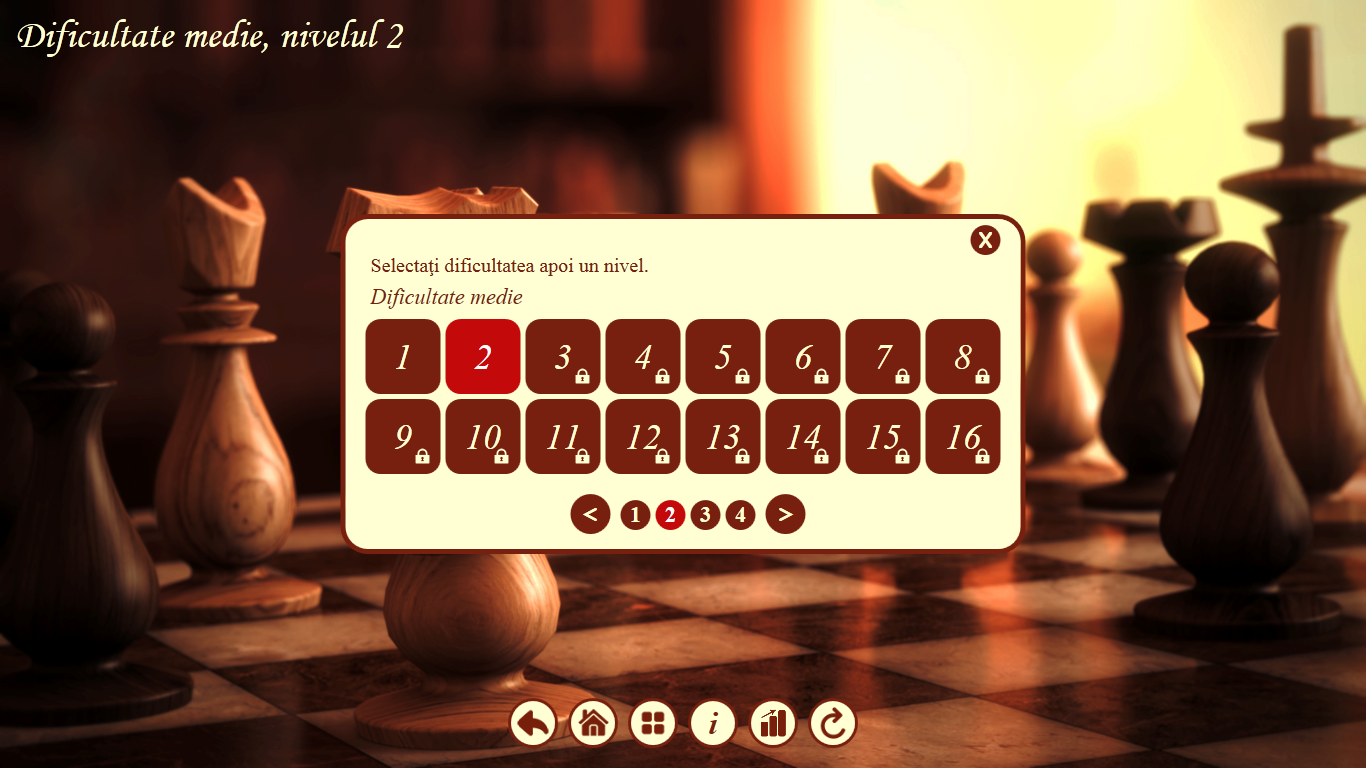 Dificultate medie, nivelul 2
X
Selectaţi dificultatea apoi un nivel.
Dificultate medie
1 2 3 4 5 6 7 8
9 10 11 12 13 14 15 16
< 1 2 3 4 >
i